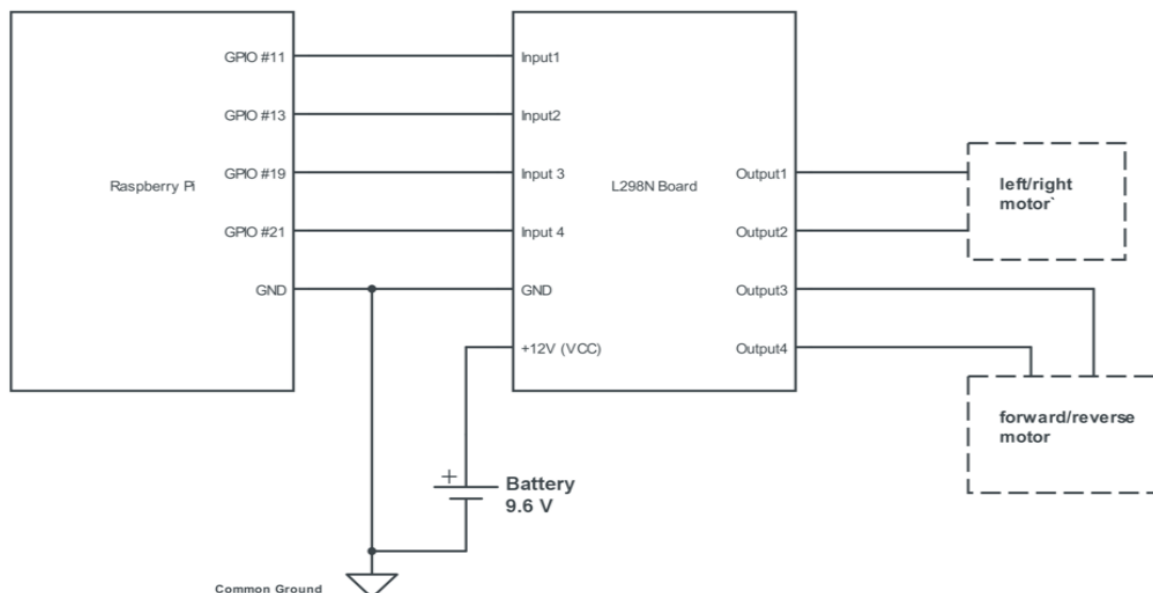 GPIO #11
Input1
GPIO #13
Input2
GPIO #19
Input 3
GPIO #21
Input 4
Raspberry Pi
GND
L298N Board
GND
+12V (VCC)
Output1
Output2
Output3
Output4
left/right
motor`
forward/reverse
motor
+
Battery
9.6 V
Common Ground